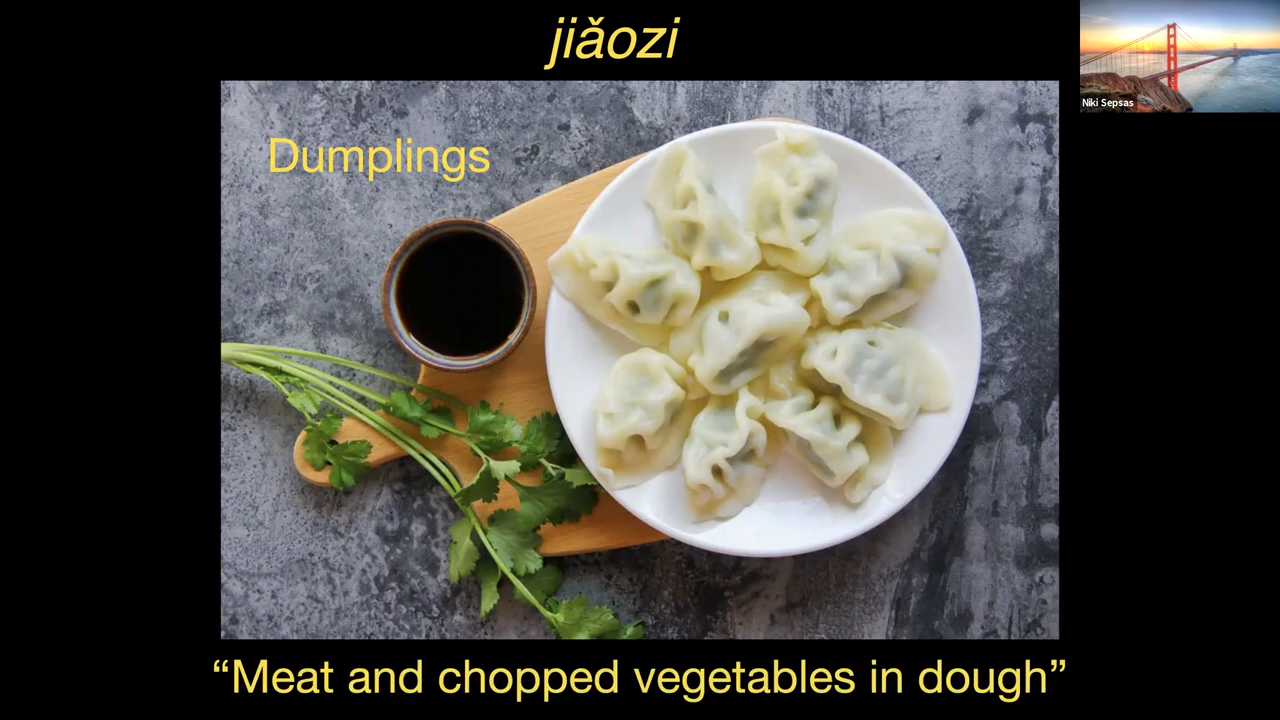 jiǎozi
Niki Sepsas
Dumplings
“Meat and chopped vegetables in dough”